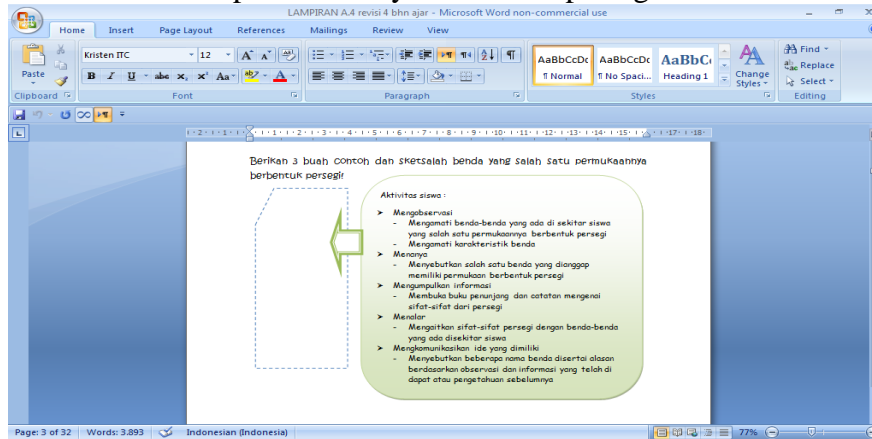 LAMPIRAN A.4 revisi 4 bhn ajar - Microsoft Word non-commercial use
Home Insert Page Layout References Mailings Review View
Paste
Clipboard
Kristen ITC 12
B I U abc x₂ x² Aa
Font
Paragraph
AaBbCcDc AaBbCcDc AaBbC
¶ Normal ¶ No Spaci... Heading 1
Change Styles
Styles
Find
Replace
Select
Editing
Berikan 3 buah contoh dan sketsalah benda yang salah satu permukaannya
berbentuk persegi!
Aktivitas siswa :
➤ Mengobservasi
- Mengamati benda-benda yang ada di sekitar siswa
yang salah satu permukaannya berbentuk persegi
- Mengamati karakteristik benda
➤ Menanya
- Menyebutkan salah satu benda yang dianggap
memiliki permukaan berbentuk persegi
➤ Mengumpulkan informasi
- Membuka buku penunjang dan catatan mengenai
sifat-sifat dari persegi
➤ Menalar
- Mengaitkan sifat-sifat persegi dengan benda-benda
yang ada disekitar siswa
➤ Mengkomunikasikan ide yang dimiliki
- Menyebutkan beberapa nama benda disertai alasan
berdasarkan observasi dan informasi yang telah di
dapat atau pengetahuan sebelumnya
Page: 3 of 32 Words: 3.893 Indonesian (Indonesia) 77%